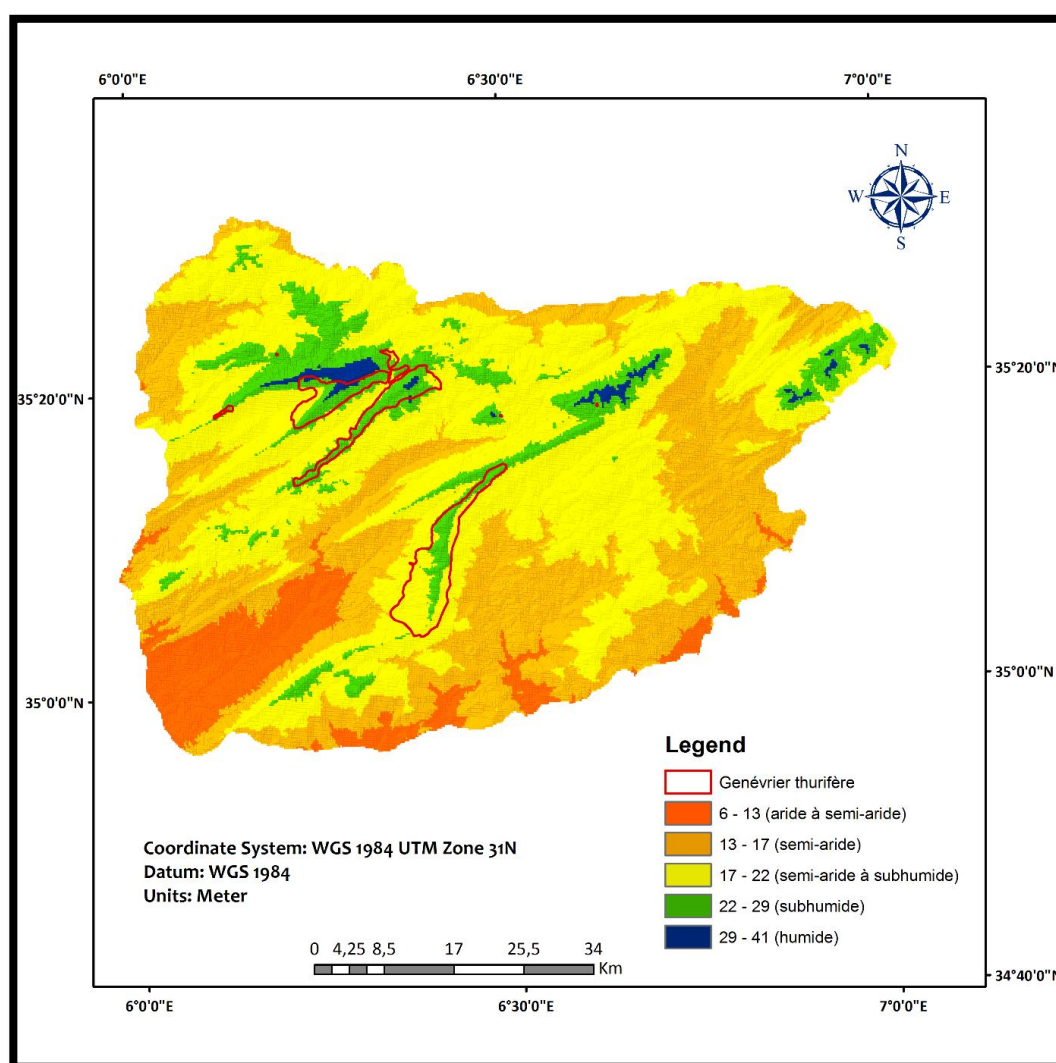 6°0'0"E 6°30'0"E 7°0'0"E
N
W E
S
35°20'0"N 35°20'0"N
35°0'0"N 35°0'0"N
Legend
Genévrier thurifère
6 - 13 (aride à semi-aride)
13 - 17 (semi-aride)
17 - 22 (semi-aride à subhumide)
22 - 29 (subhumide)
29 - 41 (humide)
Coordinate System: WGS 1984 UTM Zone 31N
Datum: WGS 1984
Units: Meter
0 4,25 8,5 17 25,5 34
Km
34°40'0"N
6°0'0"E 6°30'0"E 7°0'0"E